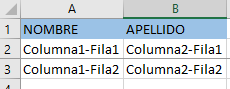 A B
1 NOMBRE APELLIDO
2 Columna1-Fila1 Columna2-Fila1
3 Columna1-Fila2 Columna2-Fila2